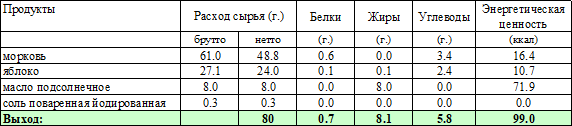 Продукты Расход сырья (г.) Белки Жиры Углеводы Энергетическая ценность
брутто нетто (г.) (г.) (г.) (ккал)
морковь 61.0 48.8 0.6 0.0 3.4 16.4
яблоко 27.1 24.0 0.1 0.1 2.4 10.7
масло подсолнечное 8.0 8.0 0.0 8.0 0.0 71.9
соль поваренная йодированная 0.3 0.3 0.0 0.0 0.0 0.0
Выход: 80 0.7 8.1 5.8 99.0